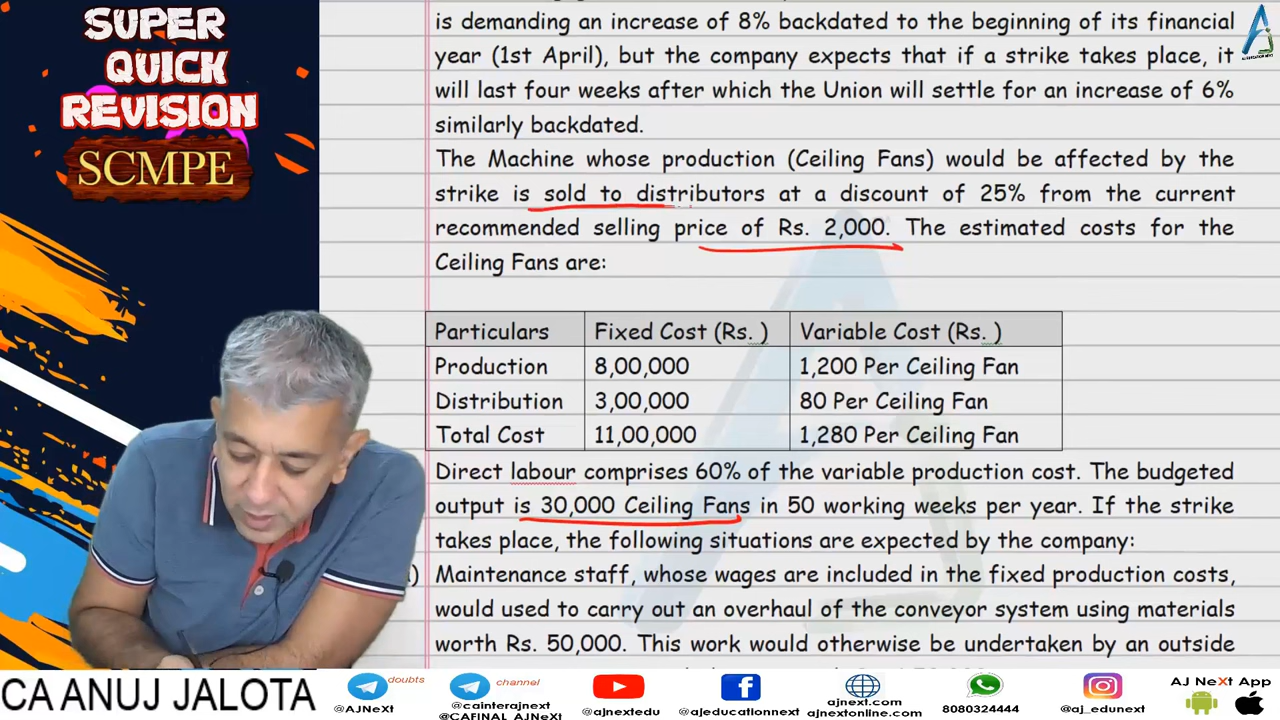 SUPER
QUICK
REVISION
SCMPE
is demanding an increase of 8% backdated to the beginning of its financial
year (1st April), but the company expects that if a strike takes place, it
will last four weeks after which the Union will settle for an increase of 6%
similarly backdated.
The Machine whose production (Ceiling Fans) would be affected by the
strike is sold to distributors at a discount of 25% from the current
recommended selling price of Rs. 2,000. The estimated costs for the
Ceiling Fans are:
Particulars Fixed Cost (Rs. ) Variable Cost (Rs. )
Production 8,00,000 1,200 Per Ceiling Fan
Distribution 3,00,000 80 Per Ceiling Fan
Total Cost 11,00,000 1,280 Per Ceiling Fan
Direct labour comprises 60% of the variable production cost. The budgeted
output is 30,000 Ceiling Fans in 50 working weeks per year. If the strike
takes place, the following situations are expected by the company:
Maintenance staff, whose wages are included in the fixed production costs,
would used to carry out an overhaul of the conveyor system using materials
worth Rs. 50,000. This work would otherwise be undertaken by an outside
CA ANUJ JALOTA
doubts
@AJNeXt
channel
@cainterajnext
@CAFINAL_AJNeXt
@ajnextedu
@ajeducationnext
ajnext.com
ajnextonline.com
8080324444
@aj_edunext
AJ NeXt App